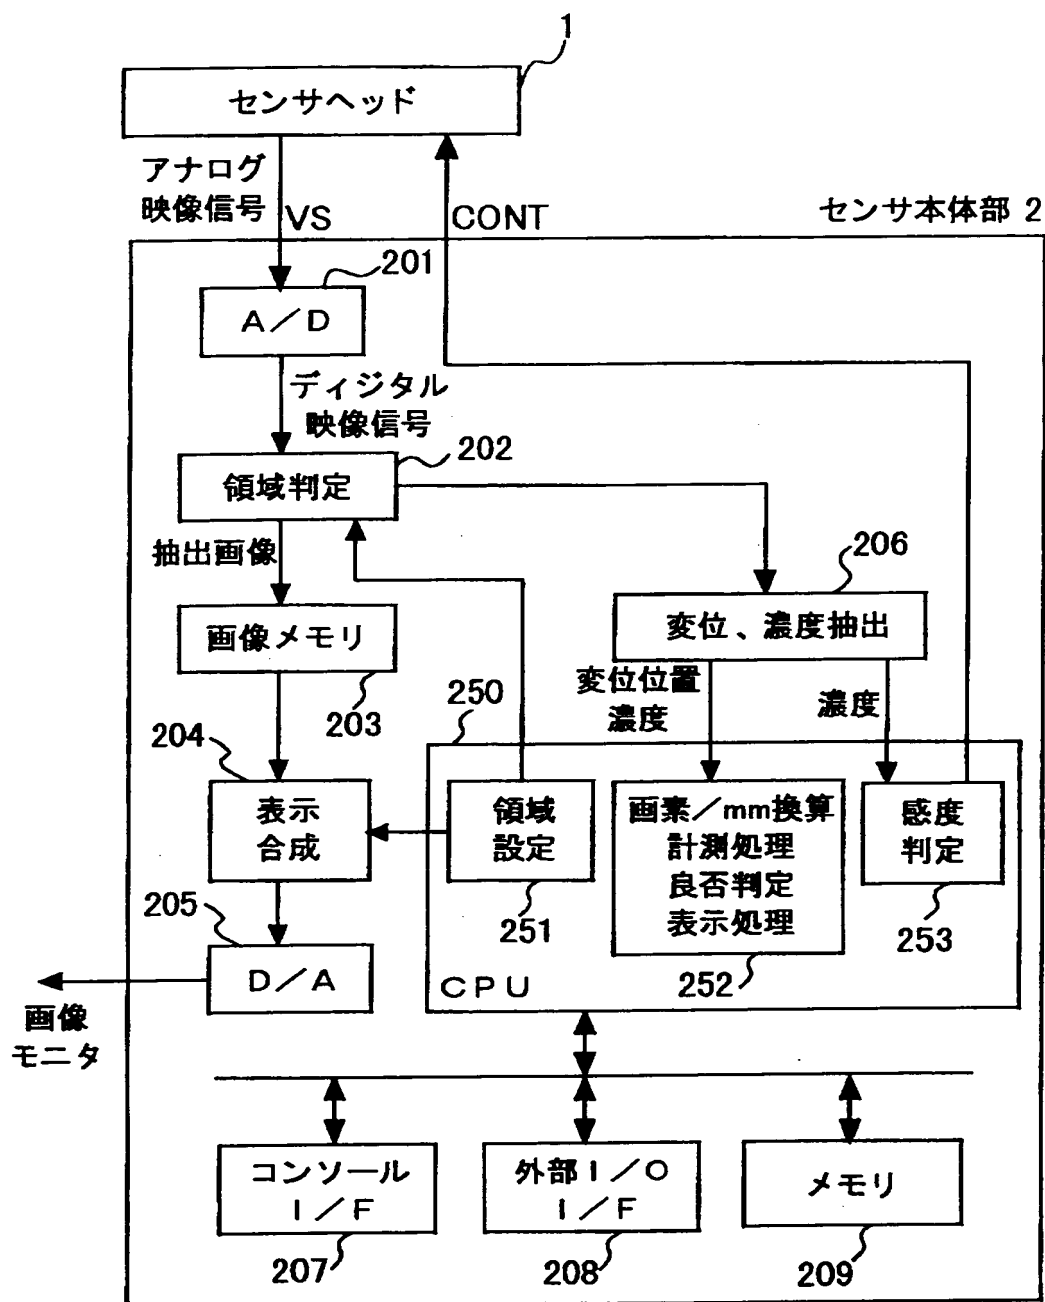 1
センサヘッド
アナログ
映像信号
VS
CONT
センサ本体部 2
201
A／D
ディジタル
映像信号
202
領域判定
抽出画像
206
画像メモリ
変位、濃度抽出
203
250
変位位置
濃度
濃度
204
表示
合成
領域
設定
画素／mm換算
計測処理
良否判定
表示処理
感度
判定
205
251
253
D／A
CPU
252
画像
モニタ
コンソール
I／F
外部I／O
I／F
メモリ
207
208
209